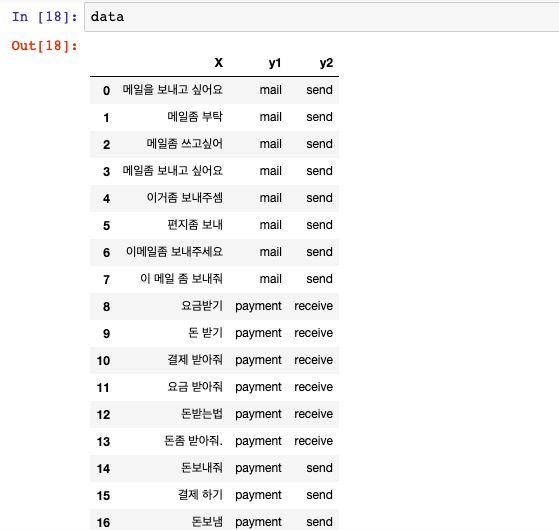 In [18]: data
Out[18]:
X y1 y2
0 메일을 보내고 싶어요 mail send
1 메일좀 부탁 mail send
2 메일좀 쓰고싶어 mail send
3 메일좀 보내고 싶어요 mail send
4 이거좀 보내주셈 mail send
5 편지좀 보내 mail send
6 이메일좀 보내주세요 mail send
7 이 메일 좀 보내줘 mail send
8 요금받기 payment receive
9 돈 받기 payment receive
10 결제 받아줘 payment receive
11 요금 받아줘 payment receive
12 돈받는법 payment receive
13 돈좀 받아줘. payment receive
14 돈보내줘 payment send
15 결제 하기 payment send
16 돈보냄 payment send